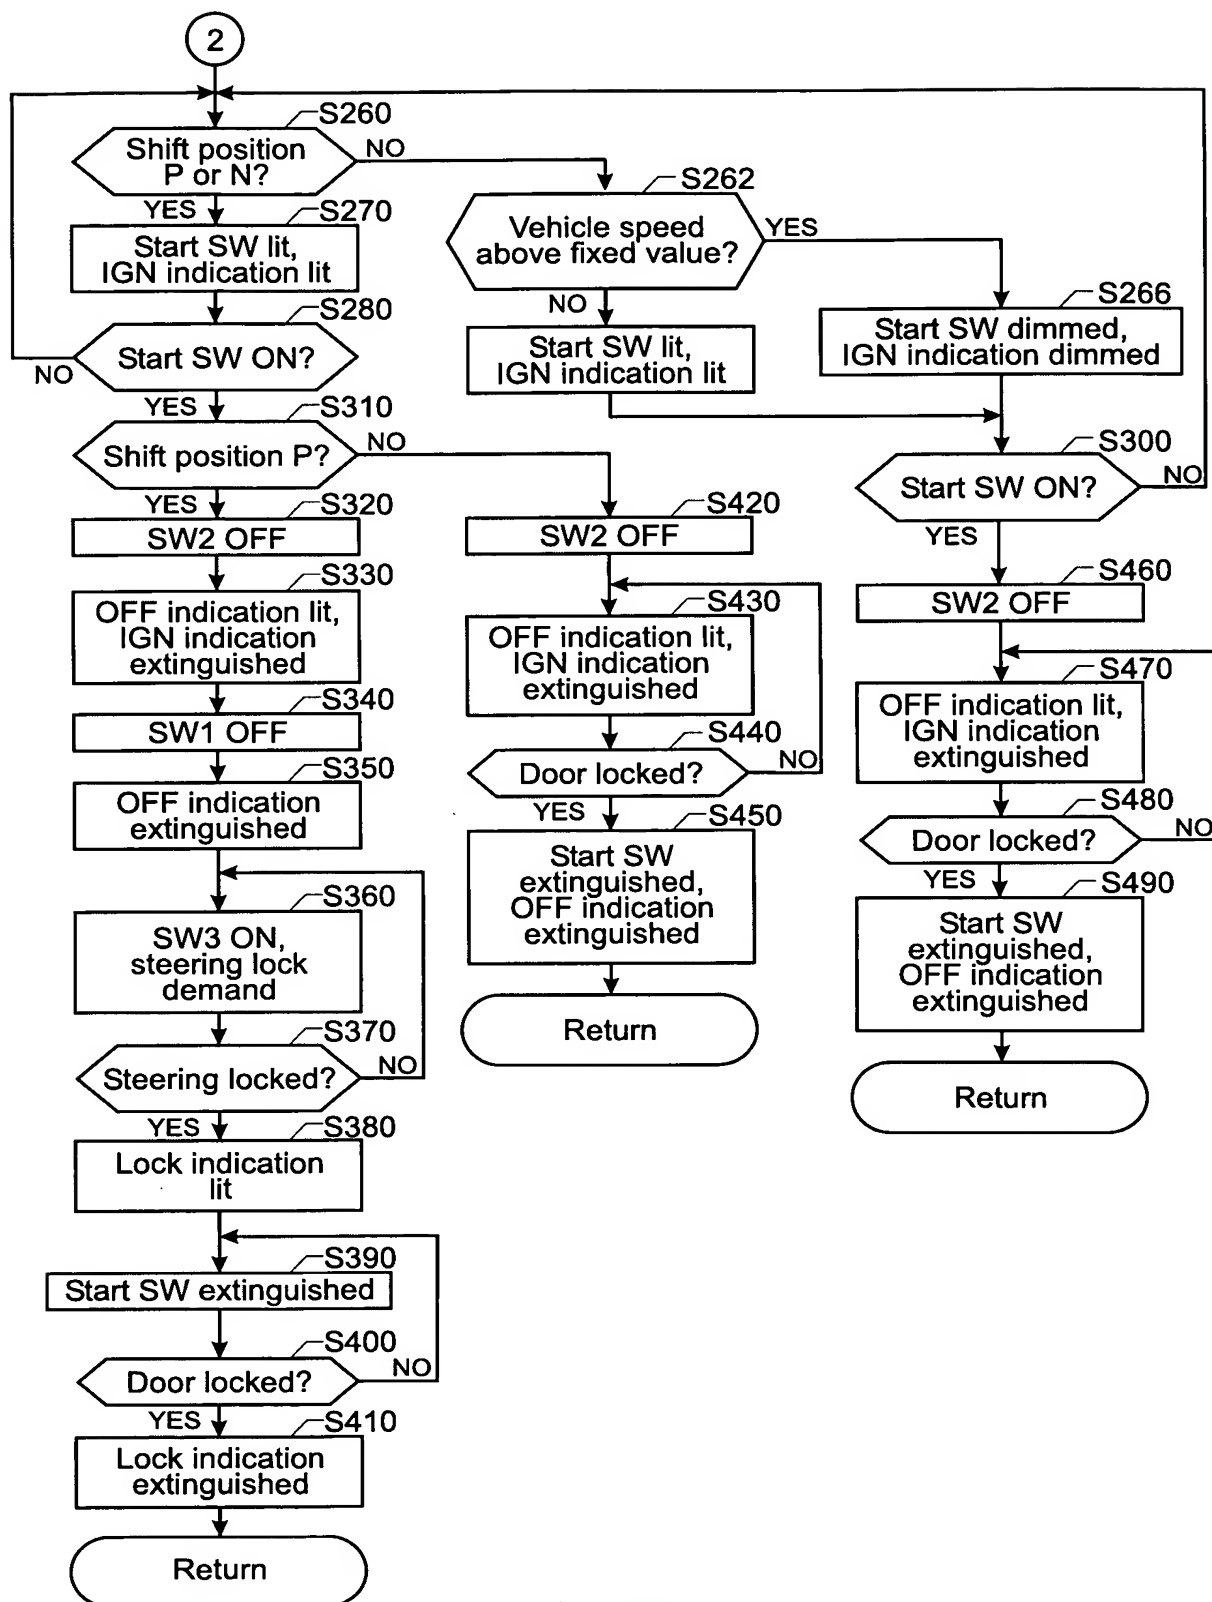 2
S260
Shift position
P or N?
NO
YES
S270
Start SW lit,
IGN indication lit
S280
Start SW ON?
NO
YES
S310
Shift position P?
NO
YES
S320
SW2 OFF
S330
OFF indication lit,
IGN indication
extinguished
S340
SW1 OFF
S350
OFF indication
extinguished
S360
SW3 ON,
steering lock
demand
S370
Steering locked?
NO
YES
S380
Lock indication
lit
S390
Start SW extinguished
S400
Door locked?
NO
YES
S410
Lock indication
extinguished
Return
S262
Vehicle speed
above fixed value?
YES
NO
Start SW lit,
IGN indication lit
S266
Start SW dimmed,
IGN indication dimmed
S300
Start SW ON?
NO
YES
S420
SW2 OFF
S430
OFF indication lit,
IGN indication
extinguished
S440
Door locked?
NO
YES
S450
Start SW
extinguished,
OFF indication
extinguished
Return
S460
SW2 OFF
S470
OFF indication lit,
IGN indication
extinguished
S480
Door locked?
NO
YES
S490
Start SW
extinguished,
OFF indication
extinguished
Return